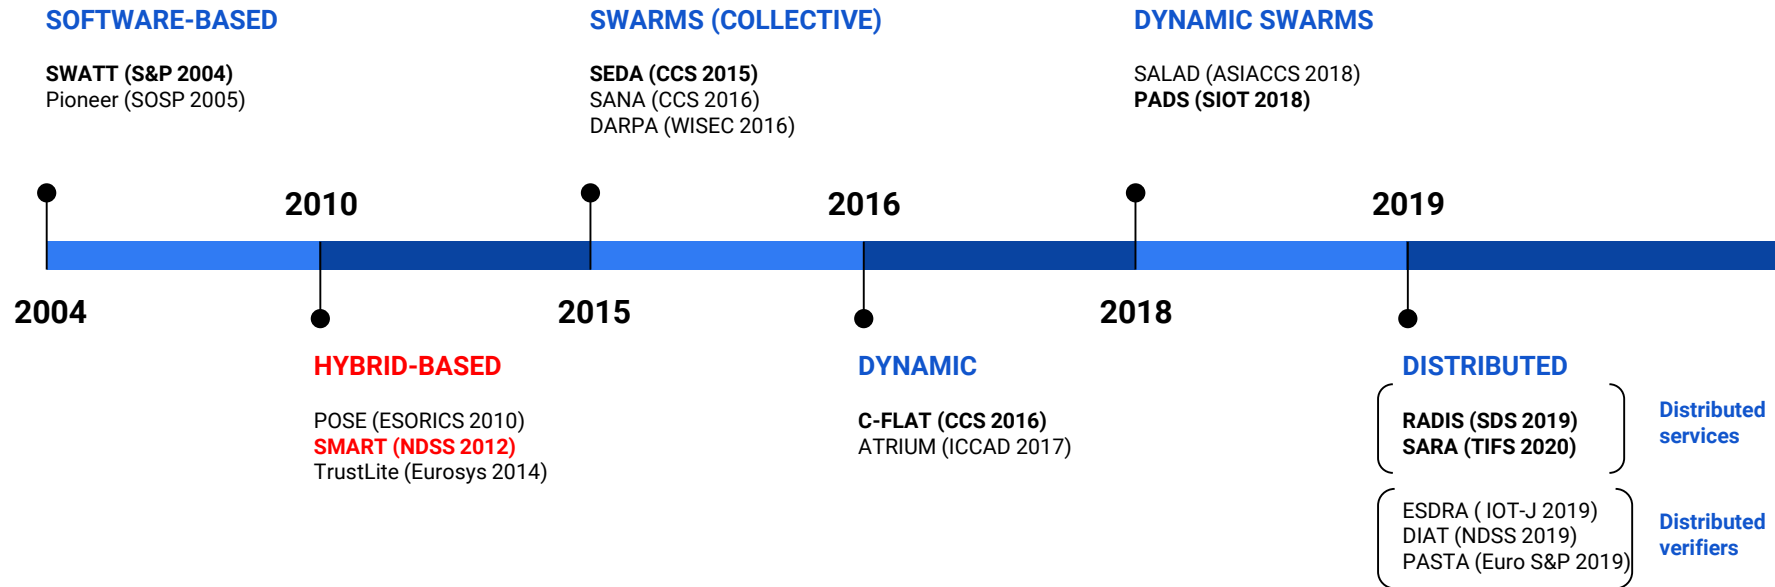 SOFTWARE-BASED
SWATT (S&P 2004)
Pioneer (SOSP 2005)
SWARMS (COLLECTIVE)
SEDA (CCS 2015)
SANA (CCS 2016)
DARPA (WISEC 2016)
DYNAMIC SWARMS
SALAD (ASIACCS 2018)
PADS (SIOT 2018)
2010
2016
2019
2004
2015
2018
HYBRID-BASED
POSE (ESORICS 2010)
SMART (NDSS 2012)
TrustLite (Eurosys 2014)
DYNAMIC
C-FLAT (CCS 2016)
ATRIUM (ICCAD 2017)
DISTRIBUTED
RADIS (SDS 2019)
SARA (TIFS 2020)
Distributed
services
ESDRA ( IOT-J 2019)
DIAT (NDSS 2019)
PASTA (Euro S&P 2019)
Distributed
verifiers